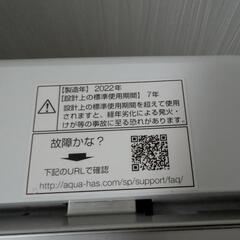 【製造年】2022年
【設計上の標準使用期間】7年
設計上の標準使用期間を超えて使用
されますと、経年劣化による発火・
けが等の事故に至る恐れがあります。
故障かな？
下記のURLで確認
http://aqua-has.com/sp/support/faq/